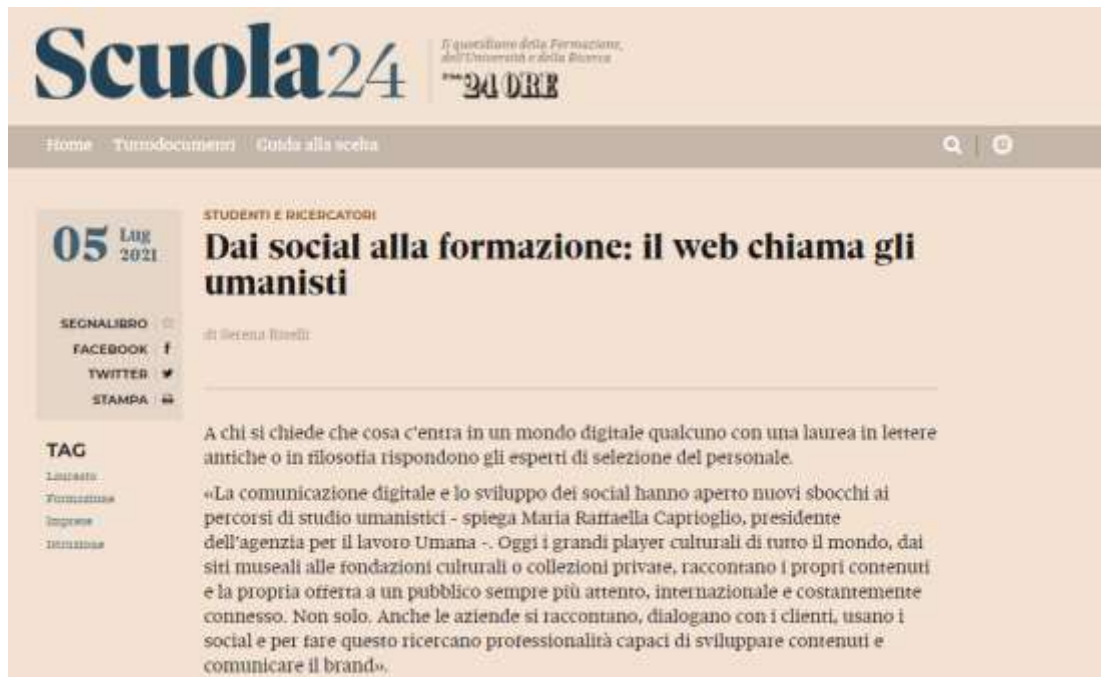 Scuola24
Il quotidiano della Formazione,
dell'Università e della Ricerca
24 ORE
Home Tuttodocumenti Guida alla scelta
05 Lug
2021
SEGNALIBRO
FACEBOOK f
TWITTER
STAMPA
TAG
Laureato
Formazione
Imprese
Istruzione
STUDENTI E RICERCATORI
Dai social alla formazione: il web chiama gli
umanisti
di Serena
A chi si chiede che cosa c'entra in un mondo digitale qualcuno con una laurea in lettere
antiche o in filosofia rispondono gli esperti di selezione del personale.
«La comunicazione digitale e lo sviluppo dei social hanno aperto nuovi sbocchi ai
percorsi di studio umanistici - spiega Maria Raffaella Caprioglio, presidente
dell'agenzia per il lavoro Umana -. Oggi i grandi player culturali di tutto il mondo, dai
siti museali alle fondazioni culturali o collezioni private, raccontano i propri contenuti
e la propria offerta a un pubblico sempre più attento, internazionale e costantemente
connesso. Non solo. Anche le aziende si raccontano, dialogano con i clienti, usano i
social e per fare questo ricercano professionalità capaci di sviluppare contenuti e
comunicare il brand».